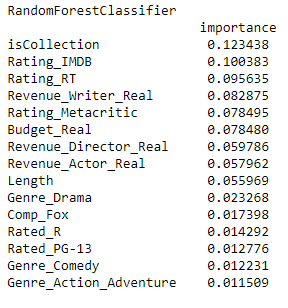 RandomForestClassifier
importance
isCollection 0.123438
Rating_IMDB 0.100383
Rating_RT 0.095635
Revenue_Writer_Real 0.082875
Rating_Metacritic 0.078495
Budget_Real 0.078480
Revenue_Director_Real 0.059786
Revenue_Actor_Real 0.057962
Length 0.055969
Genre_Drama 0.023268
Comp_Fox 0.017398
Rated_R 0.014292
Rated_PG-13 0.012776
Genre_Comedy 0.012231
Genre_Action_Adventure 0.011509